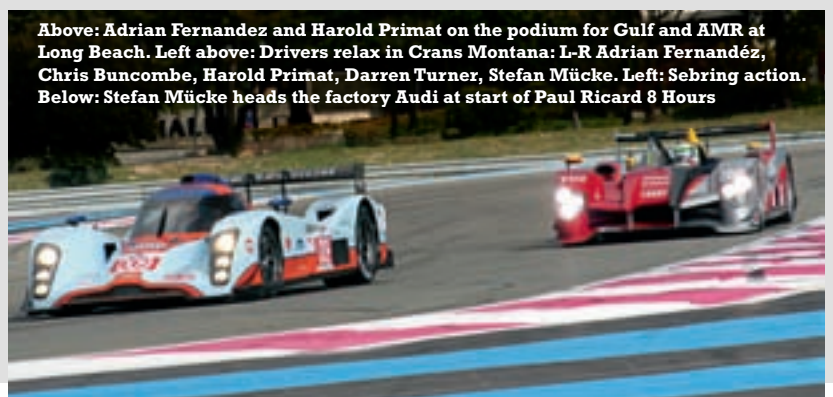 Above: Adrian Fernandez and Harold Primat on the podium for Gulf and AMR at
Long Beach. Left above: Drivers relax in Crans Montana: L-R Adrian Fernandéz,
Chris Buncombe, Harold Primat, Darren Turner, Stefan Mücke. Left: Sebring action.
Below: Stefan Mücke heads the factory Audi at start of Paul Ricard 8 Hours